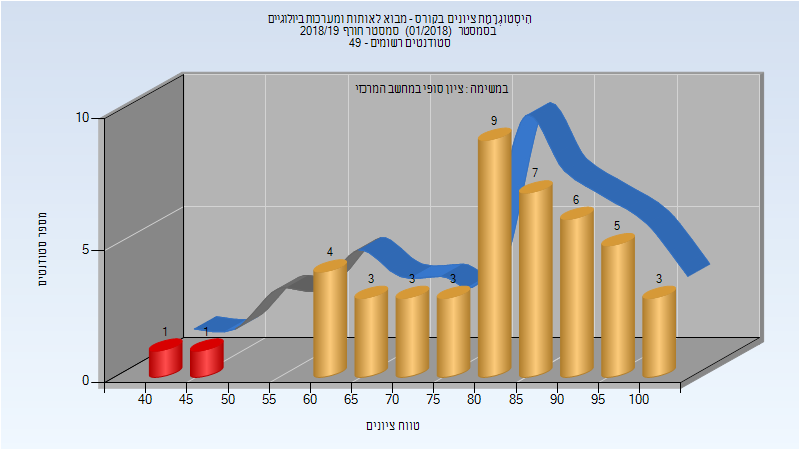 היסטוגרמת ציונים בקורס - מבוא לאותות ומערכות ביולוגיים
בסמסטר (01/2018) סמסטר חורף 2018/19
סטודנטים רשומים - 49
במשימה : ציון סופי במחשב המרכזי
מספר סטודנטים
10
5
0
1
1
4
3
3
3
9
7
6
5
3
40 45 50 55 60 65 70 75 80 85 90 95 100
טווח ציונים